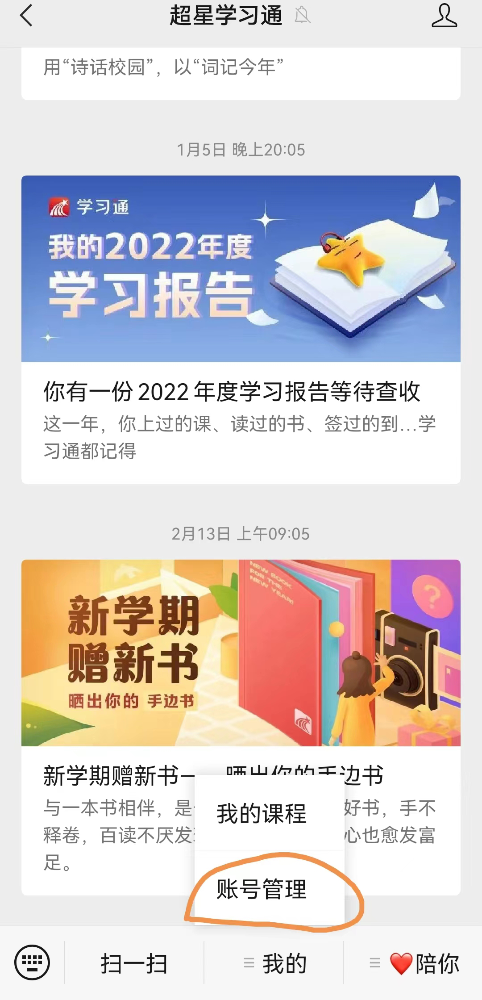 超星学习通
用“诗话校园”，以“词记今年”
1月5日 晚上20:05
学习通
我的2022年度
学习报告
你有一份 2022 年度学习报告等待查收
这一年，你上过的课、读过的书、签过的到...学
习通都记得
2月13日 上午09:05
NEW BOOK
FOR THE
NEW YEAR!
新学期
赠新书
晒出你的 手边书
?
新学期赠新书—晒出你的手边书
与一本书相伴，是 好书，手不
释卷，百读不厌发 心也愈发富
足。
我的课程
账号管理
扫一扫
我的
❤️陪你